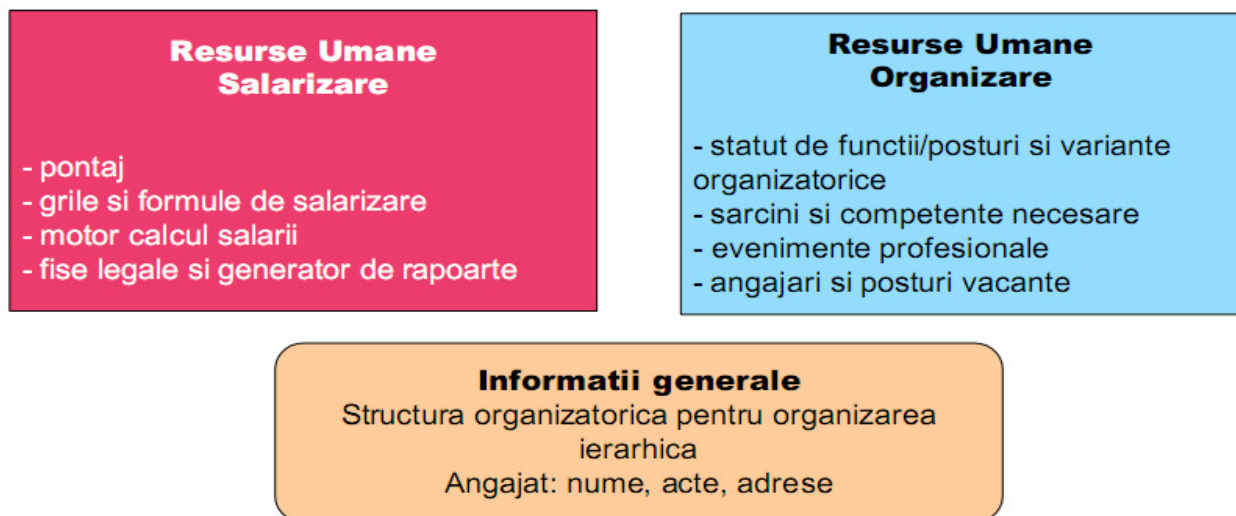 Resurse Umane
Salarizare
- pontaj
- grile si formule de salarizare
- motor calcul salarii
- fise legale si generator de rapoarte
Resurse Umane
Organizare
- statut de functii/posturi si variante
organizatorice
- sarcini si competente necesare
- evenimente profesionale
- angajari si posturi vacante
Informatii generale
Structura organizatorica pentru organizarea
ierarhica
Angajat: nume, acte, adrese